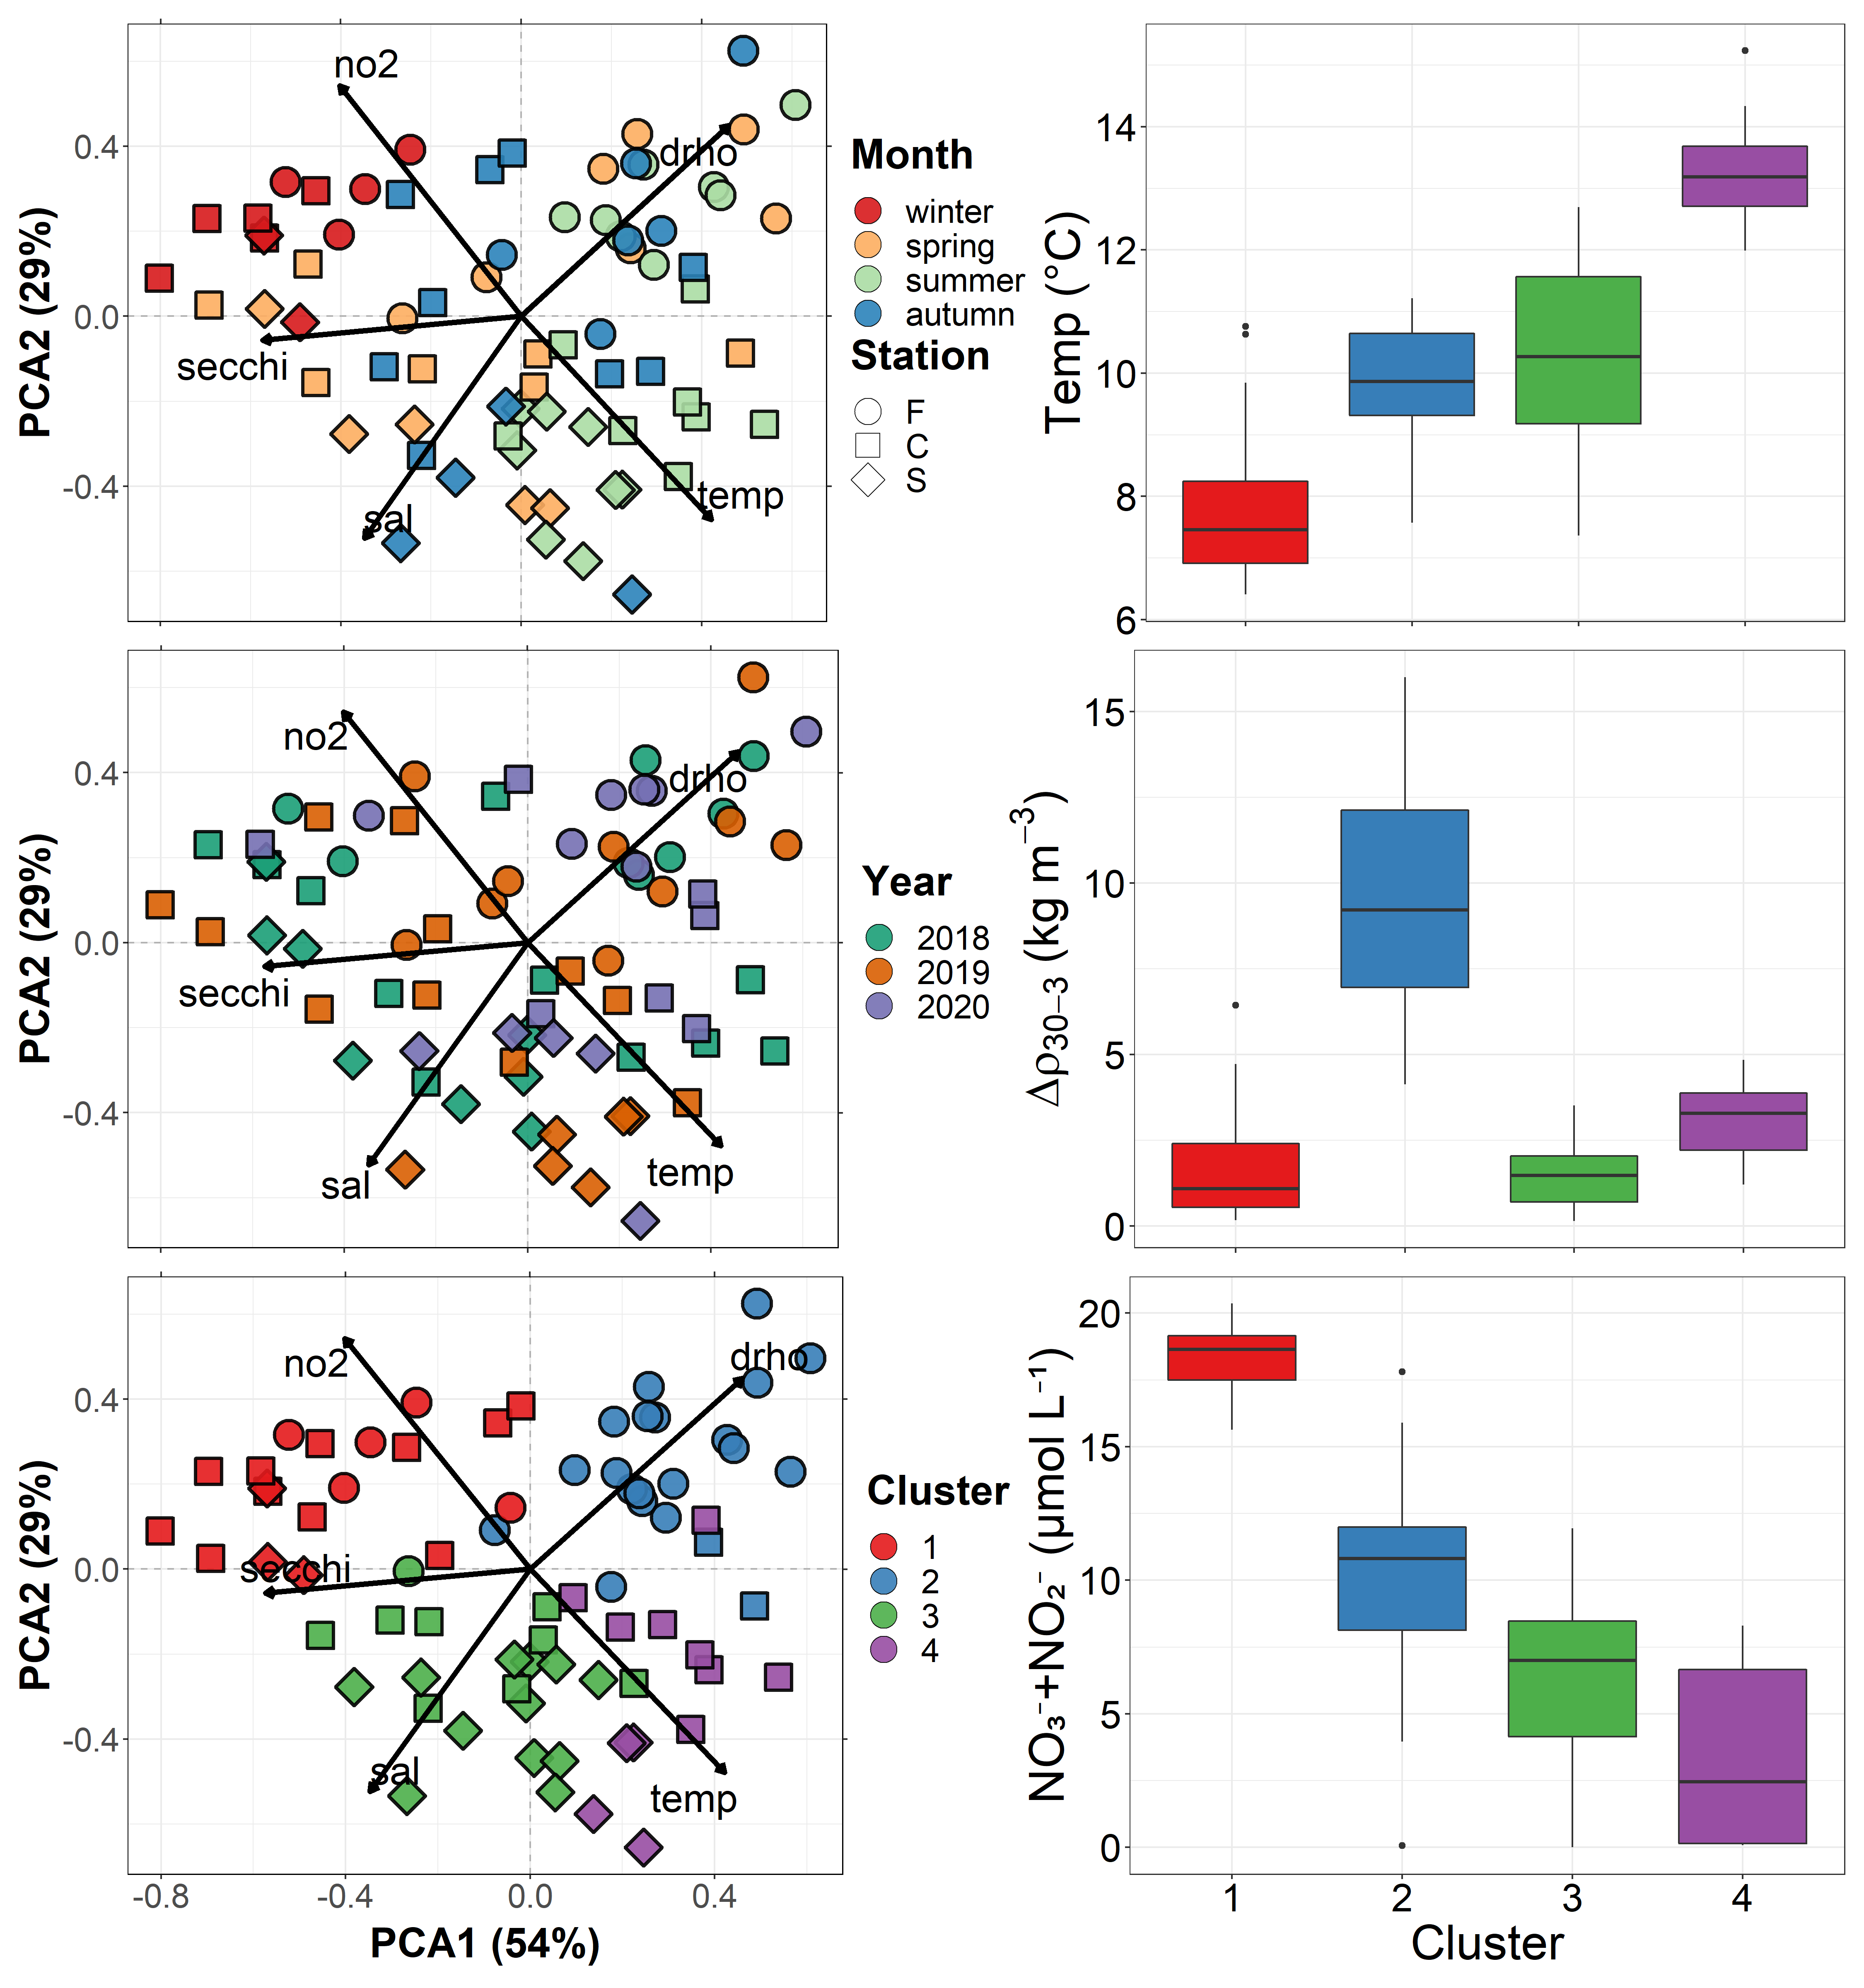 PCA2 (29%)
0.4
0.0
-0.4
no2
drho
secchi
sal
temp
Month
winter
spring
summer
autumn
Station
F
C
S
Temp (°C)
14
12
10
8
6
PCA2 (29%)
0.4
0.0
-0.4
no2
drho
secchi
sal
temp
Year
2018
2019
2020
Δρ30−3 (kg m−3)
15
10
5
0
PCA2 (29%)
0.4
0.0
-0.4
no2
drho
secchi
sal
temp
-0.8 -0.4 0.0 0.4
PCA1 (54%)
Cluster
1
2
3
4
NO₃⁻+NO₂⁻ (µmol L⁻¹)
20
15
10
5
0
1 2 3 4
Cluster